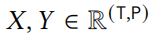 X, Y ∈ ℝ^(T,P)